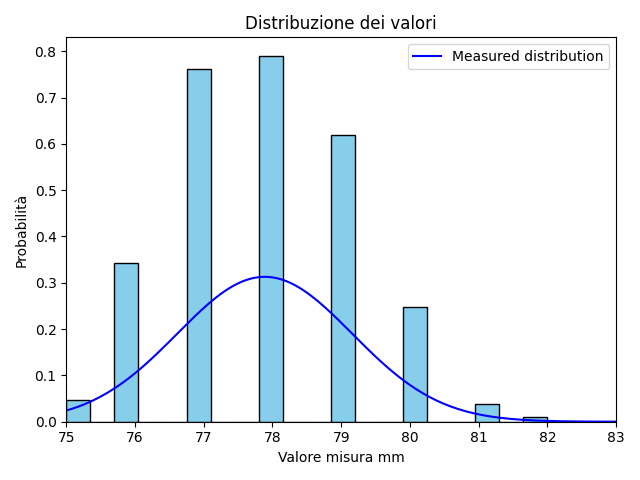 Distribuzione dei valori
Measured distribution
Probabilità
0.8
0.7
0.6
0.5
0.4
0.3
0.2
0.1
0.0
75 76 77 78 79 80 81 82 83
Valore misura mm